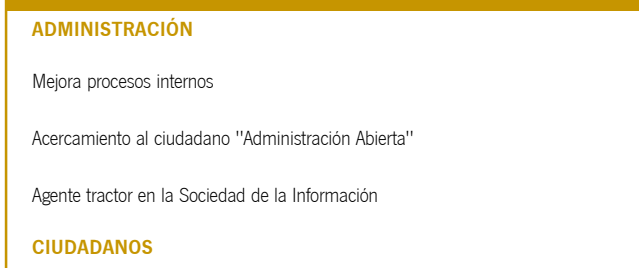 ADMINISTRACIÓN
Mejora procesos internos
Acercamiento al ciudadano "Administración Abierta"
Agente tractor en la Sociedad de la Información
CIUDADANOS